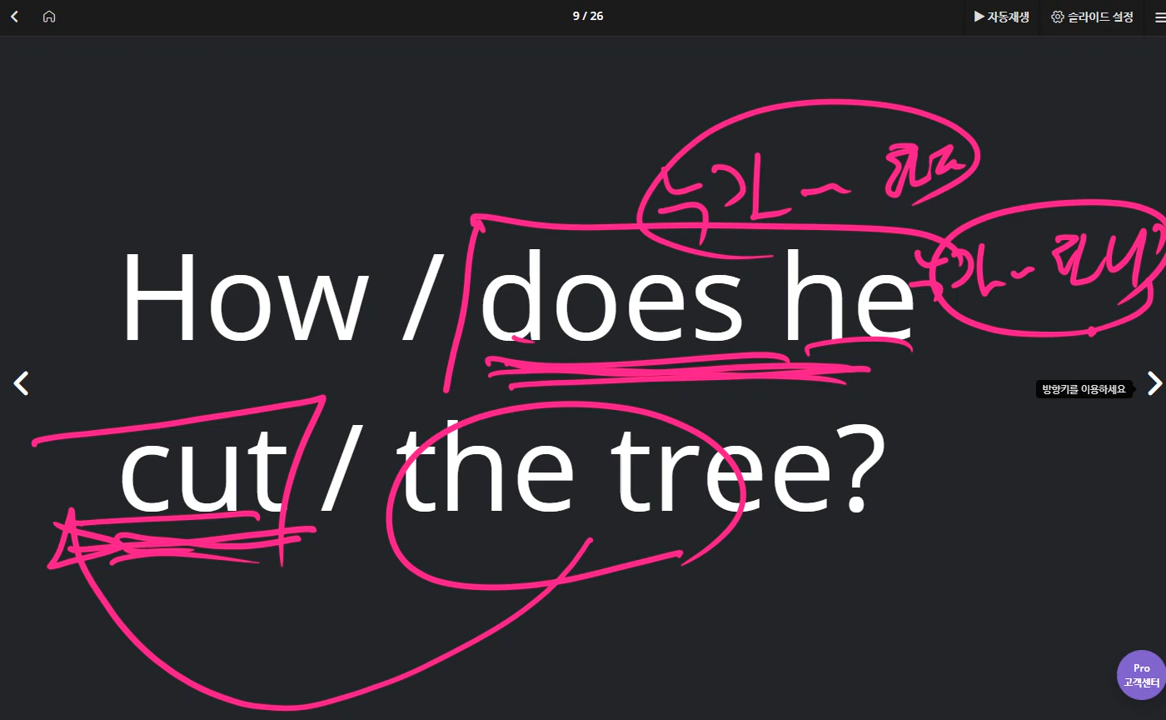 9 / 26
▶ 자동재생
슬라이드 설정
How / does he
방향키를 이용하세요
cut / the tree?
Pro
고객센터